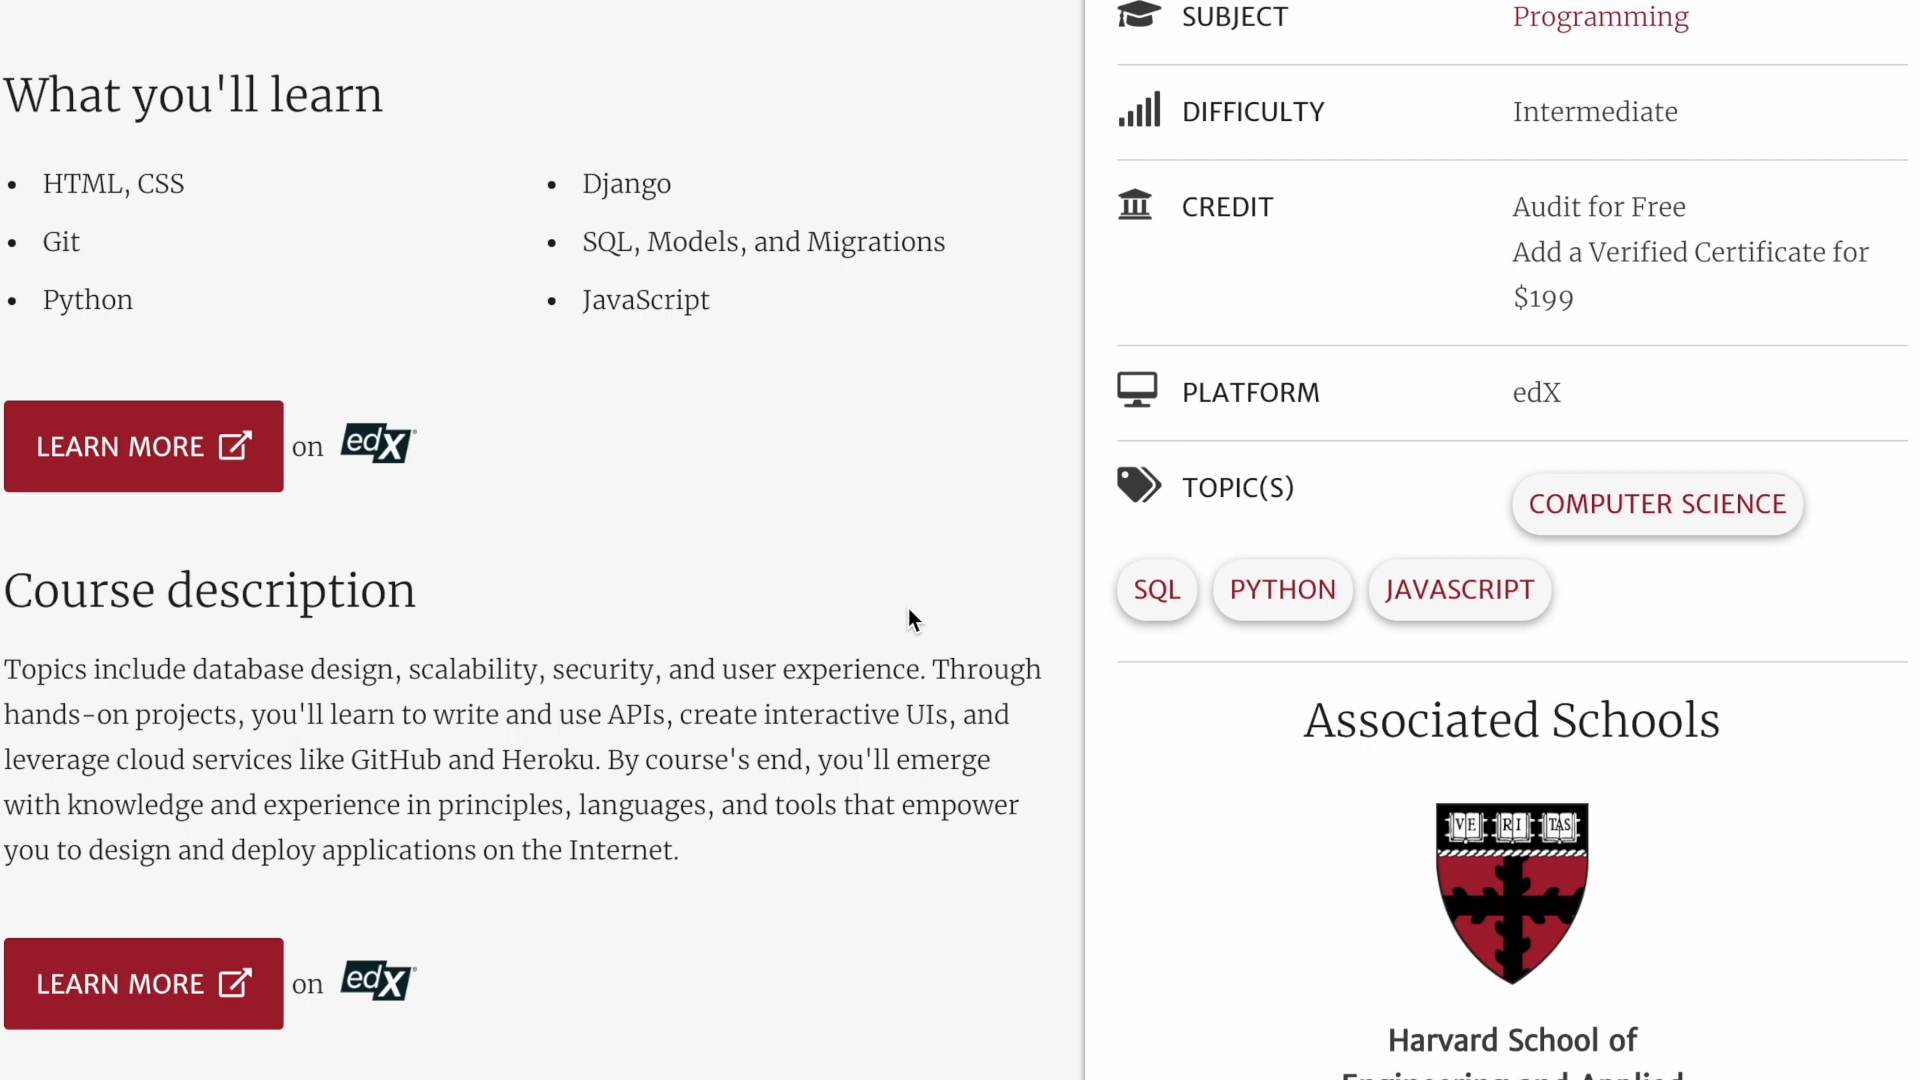 What you'll learn
HTML, CSS
Git
Python
Django
SQL, Models, and Migrations
JavaScript
LEARN MORE on edX
Course description
Topics include database design, scalability, security, and user experience. Through
hands-on projects, you'll learn to write and use APIs, create interactive UIs, and
leverage cloud services like GitHub and Heroku. By course's end, you'll emerge
with knowledge and experience in principles, languages, and tools that empower
you to design and deploy applications on the Internet.
LEARN MORE on edX
SUBJECT Programming
DIFFICULTY Intermediate
CREDIT Audit for Free
Add a Verified Certificate for
$199
PLATFORM edX
TOPIC(S) COMPUTER SCIENCE
SQL PYTHON JAVASCRIPT
Associated Schools
VE RI TAS
Harvard School of
Engineering and Applied